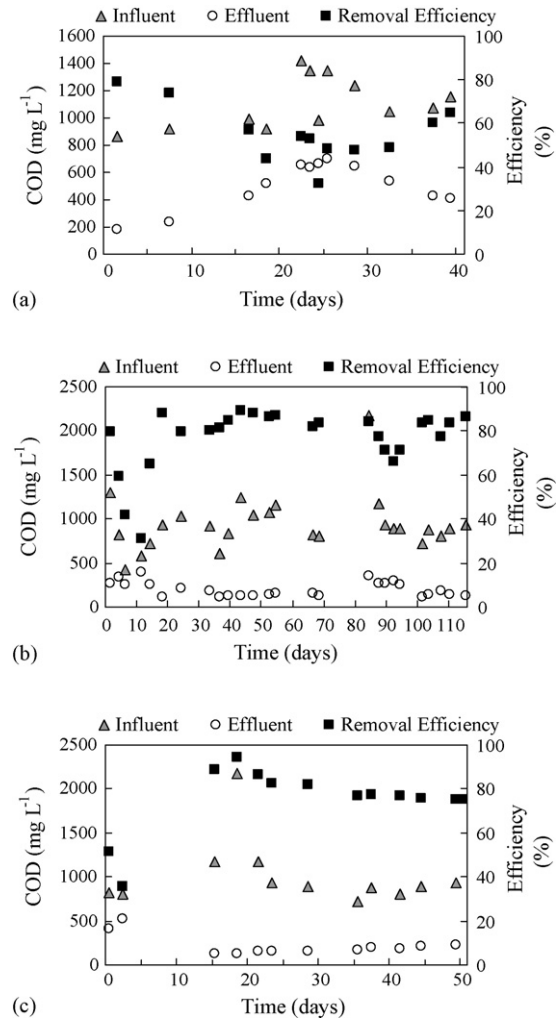 Influent Effluent Removal Efficiency
1600 100
1400
1200 80
1000 60
800
600 40
400 20
200
0 0
0 10 20 30 40
COD (mg L-1)
Efficiency
(%)
(a) Time (days)
Influent Effluent Removal Efficiency
2500 100
2000 80
1500 60
1000 40
500 20
0 0
0 10 20 30 40 50 60 70 80 90 100 110
COD (mg L-1)
Efficiency
(%)
(b) Time (days)
Influent Effluent Removal Efficiency
2500 100
2000 80
1500 60
1000 40
500 20
0 0
0 10 20 30 40 50
COD (mg L-1)
Efficiency
(%)
(c) Time (days)